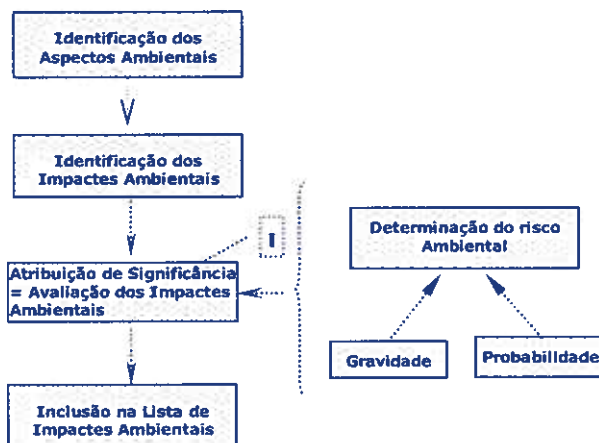 Identificação dos
Aspectos Ambientais
Identificação dos
Impactes Ambientais
I
Atribuição de Significância
= Avaliação dos Impactes
Ambientais
Inclusão na Lista de
Impactes Ambientais
Determinação do risco
Ambiental
Gravidade
Probabilidade